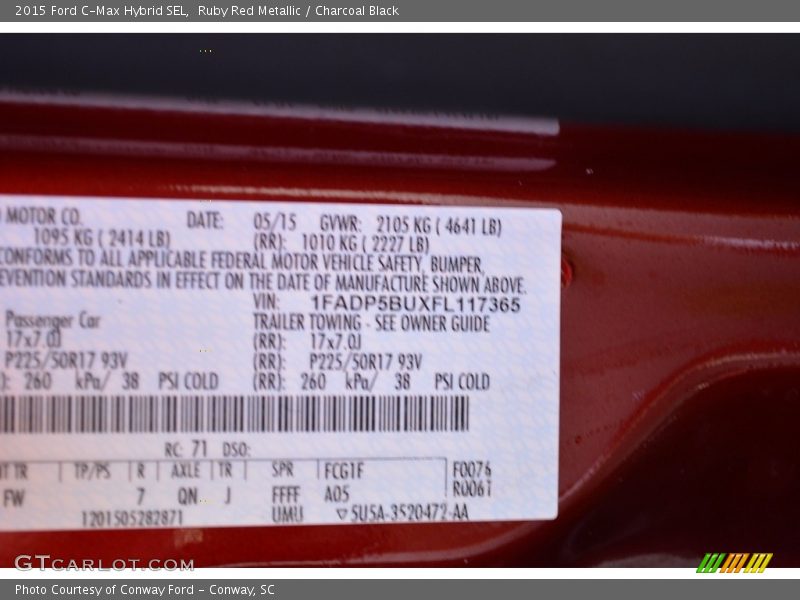 2015 Ford C-Max Hybrid SEL, Ruby Red Metallic / Charcoal Black
MOTOR CO. DATE: 05/15 GVWR: 2105 KG ( 4641 LB)
1095 KG ( 2414 LB) (RR): 1010 KG ( 2227 LB)
CONFORMS TO ALL APPLICABLE FEDERAL MOTOR VEHICLE SAFETY, BUMPER,
EVENTION STANDARDS IN EFFECT ON THE DATE OF MANUFACTURE SHOWN ABOVE.
VIN: 1FADP5BUXFL117365
Passenger Car TRAILER TOWING - SEE OWNER GUIDE
17x7.0J (RR): 17x7.0J
P225/50R17 93V (RR): P225/50R17 93V
): 260 kPa/ 38 PSI COLD (RR): 260 kPa/ 38 PSI COLD
RC: 71 DSO:
TR TP/PS R AXLE TR SPR FCG1F F0076
FW 7 QN J FFFF A05 R0061
1201505282871 UMU ▽5U5A-3520472-AA
GTCarLot.com
Photo Courtesy of Conway Ford – Conway, SC